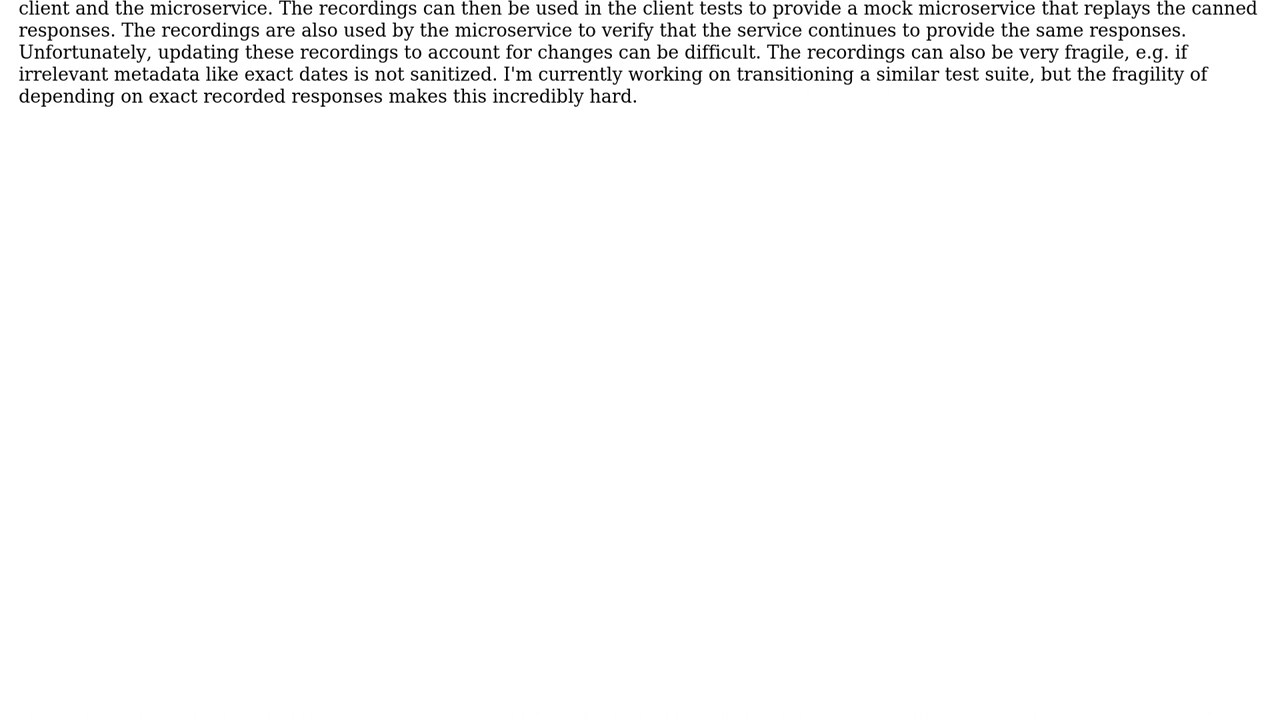 client and the microservice. The recordings can then be used in the client tests to provide a mock microservice that replays the canned
responses. The recordings are also used by the microservice to verify that the service continues to provide the same responses.
Unfortunately, updating these recordings to account for changes can be difficult. The recordings can also be very fragile, e.g. if
irrelevant metadata like exact dates is not sanitized. I'm currently working on transitioning a similar test suite, but the fragility of
depending on exact recorded responses makes this incredibly hard.